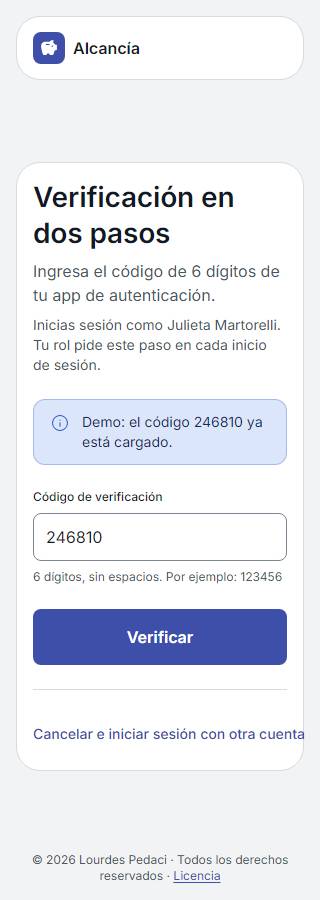 Alcancía
Verificación en
dos pasos
Ingresa el código de 6 dígitos de
tu app de autenticación.
Inicias sesión como Julieta Martorelli.
Tu rol pide este paso en cada inicio
de sesión.
Demo: el código 246810 ya
está cargado.
Código de verificación
246810
6 dígitos, sin espacios. Por ejemplo: 123456
Verificar
Cancelar e iniciar sesión con otra cuenta
© 2026 Lourdes Pedaci · Todos los derechos
reservados · Licencia